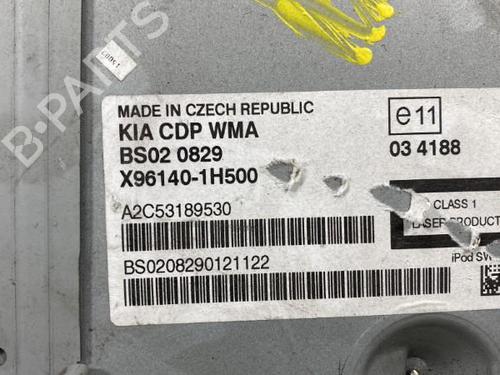 B-PARTS
MADE IN CZECH REPUBLIC
KIA CDP WMA
BS02 0829
X96140-1H500
e11
03 4188
A2C53189530
CLASS 1
LASER PRODUCT
BS0208290121122
iPod SW